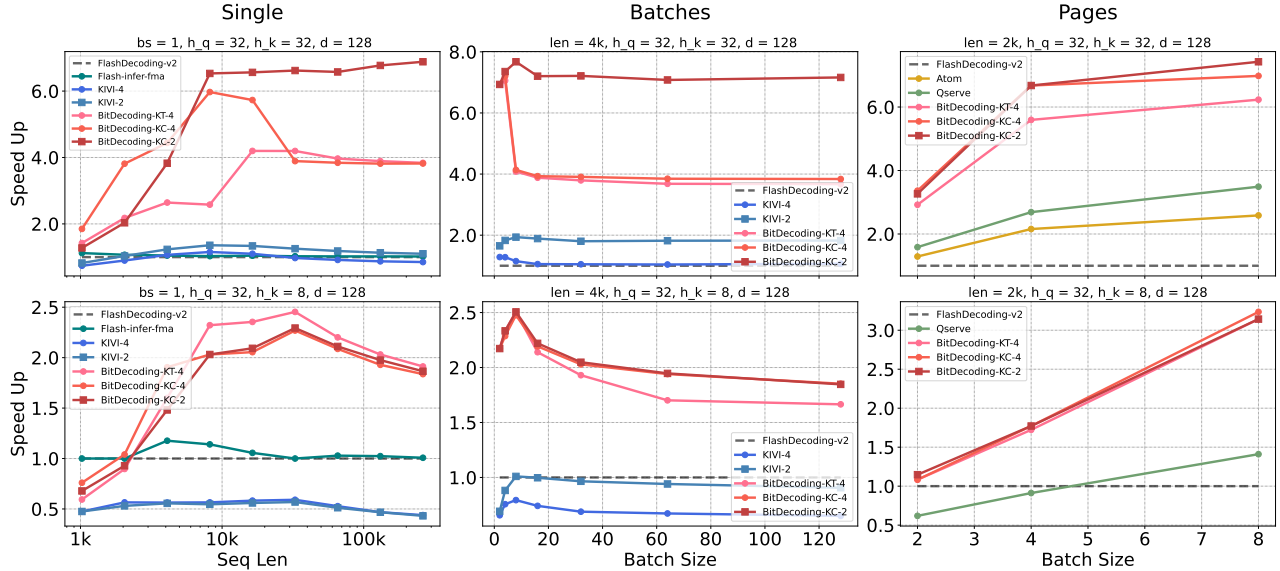 Single
Batches
Pages
bs = 1, h_q = 32, h_k = 32, d = 128
len = 4k, h_q = 32, h_k = 32, d = 128
len = 2k, h_q = 32, h_k = 32, d = 128
Speed Up
6.0
4.0
2.0
FlashDecoding-v2
Flash-infer-fma
KIVI-4
KIVI-2
BitDecoding-KT-4
BitDecoding-KC-4
BitDecoding-KC-2
8.0
6.0
4.0
2.0
FlashDecoding-v2
KIVI-4
KIVI-2
BitDecoding-KT-4
BitDecoding-KC-4
BitDecoding-KC-2
6.0
4.0
2.0
FlashDecoding-v2
Atom
Qserve
BitDecoding-KT-4
BitDecoding-KC-4
BitDecoding-KC-2
bs = 1, h_q = 32, h_k = 8, d = 128
len = 4k, h_q = 32, h_k = 8, d = 128
len = 2k, h_q = 32, h_k = 8, d = 128
Speed Up
2.5
2.0
1.5
1.0
0.5
FlashDecoding-v2
Flash-infer-fma
KIVI-4
KIVI-2
BitDecoding-KT-4
BitDecoding-KC-4
BitDecoding-KC-2
1k
10k
100k
Seq Len
2.5
2.0
1.5
1.0
FlashDecoding-v2
KIVI-4
KIVI-2
BitDecoding-KT-4
BitDecoding-KC-4
BitDecoding-KC-2
0
20
40
60
80
100
120
Batch Size
3.0
2.5
2.0
1.5
1.0
0.5
FlashDecoding-v2
Qserve
BitDecoding-KT-4
BitDecoding-KC-4
BitDecoding-KC-2
2
3
4
5
6
7
8
Batch Size